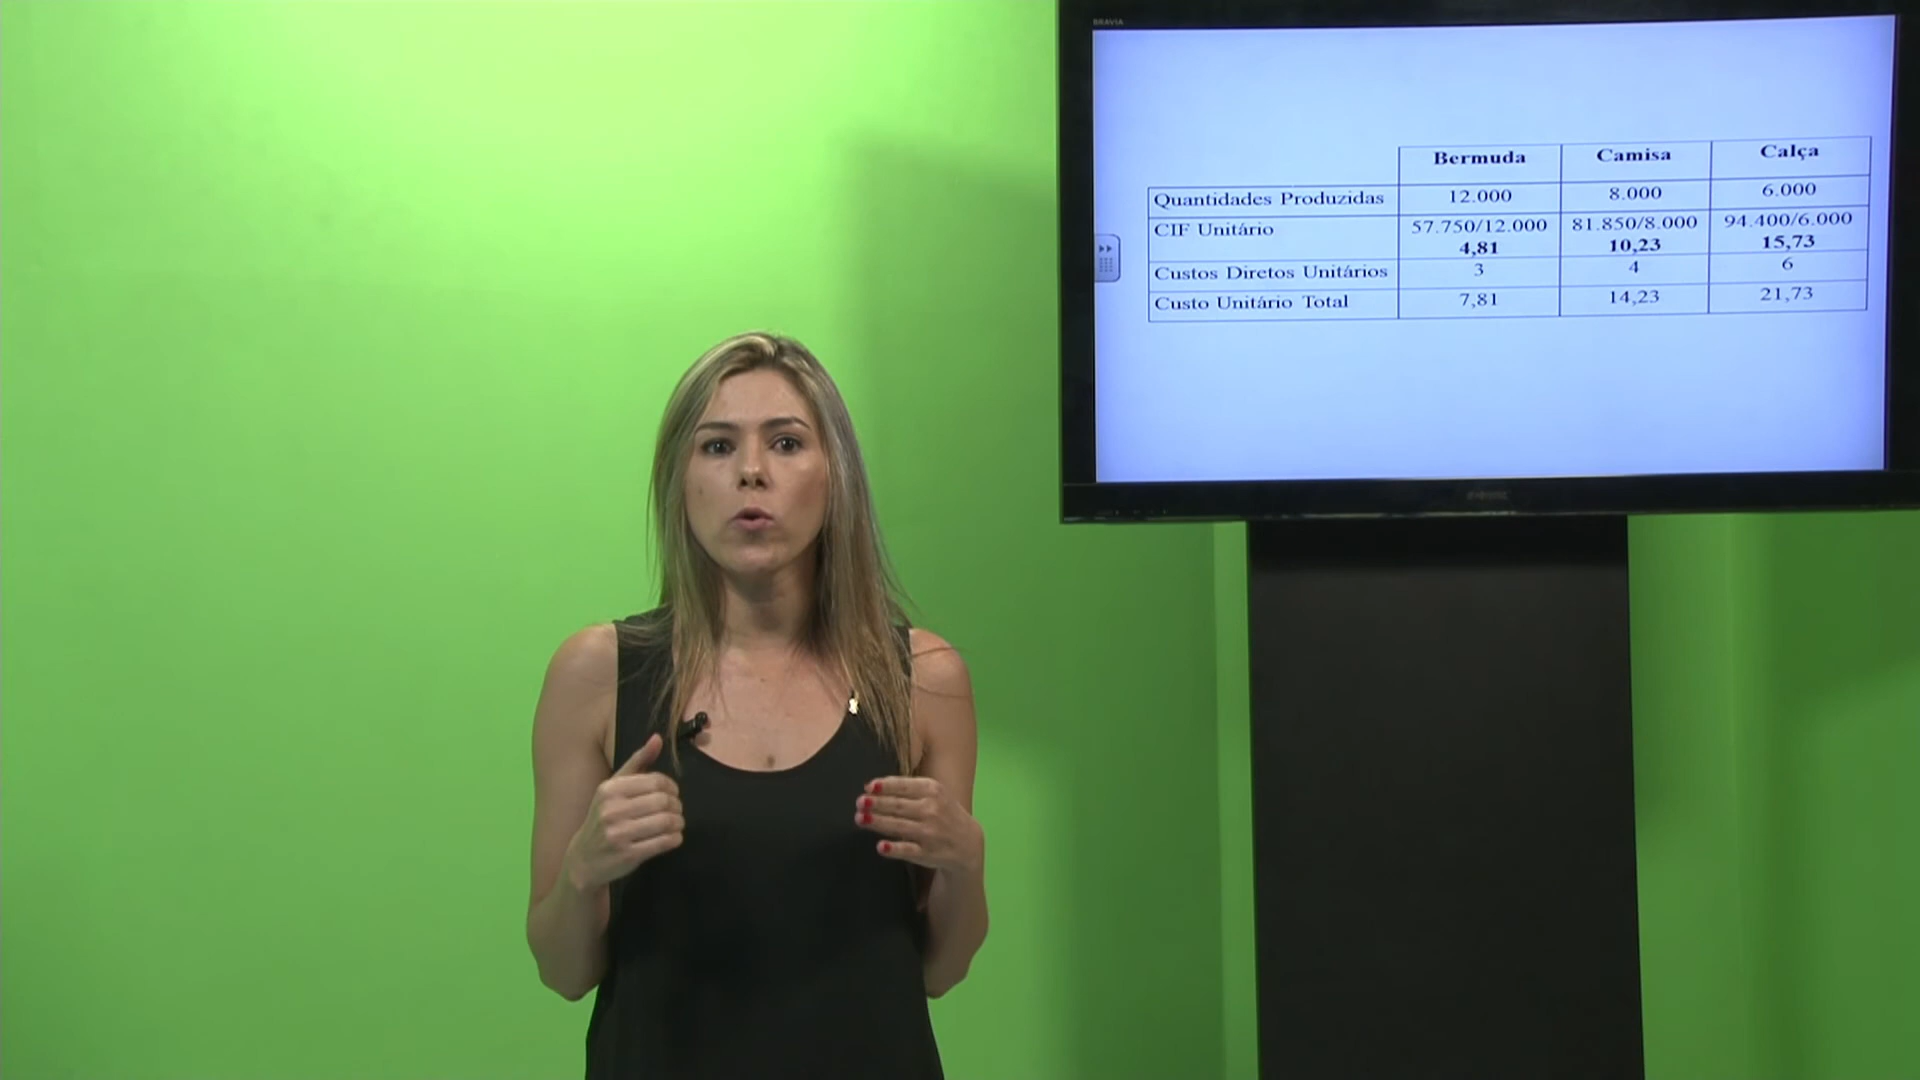 BRAVIA
Bermuda Camisa Calça
Quantidades Produzidas 12.000 8.000 6.000
CIF Unitário 57.750/12.000 81.850/8.000 94.400/6.000
4,81 10,23 15,73
Custos Diretos Unitários 3 4 6
Custo Unitário Total 7,81 14,23 21,73